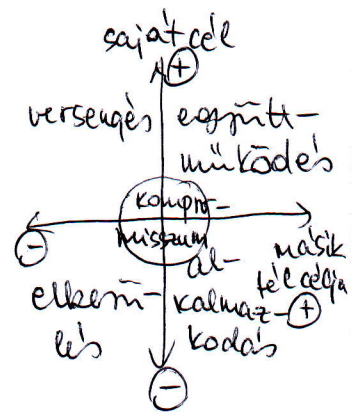 saját cél
+
versengés együtt-
működés
kompro-
misszum
-
másik
fél célja
+
elkerü-
lés
al-
kalmaz-
kodás
-